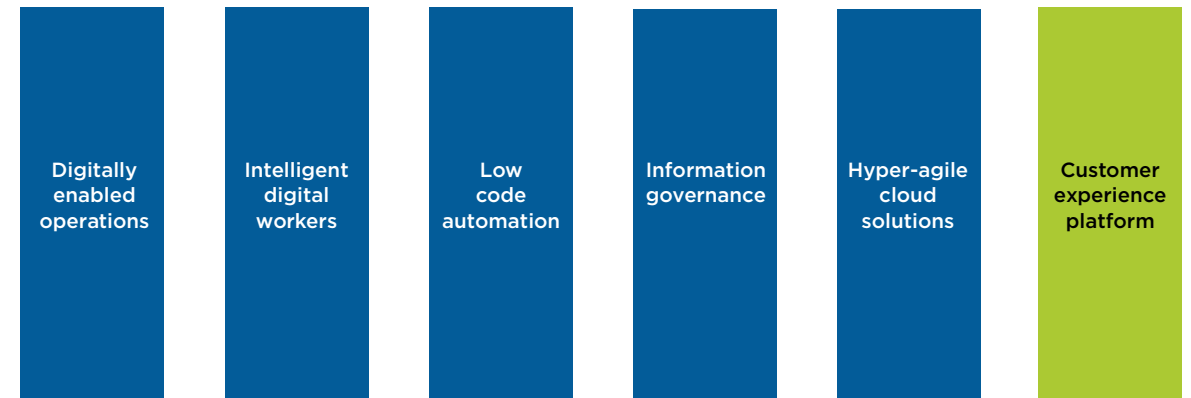 Digitally
enabled
operations
Intelligent
digital
workers
Low
code
automation
Information
governance
Hyper-agile
cloud
solutions
Customer
experience
platform